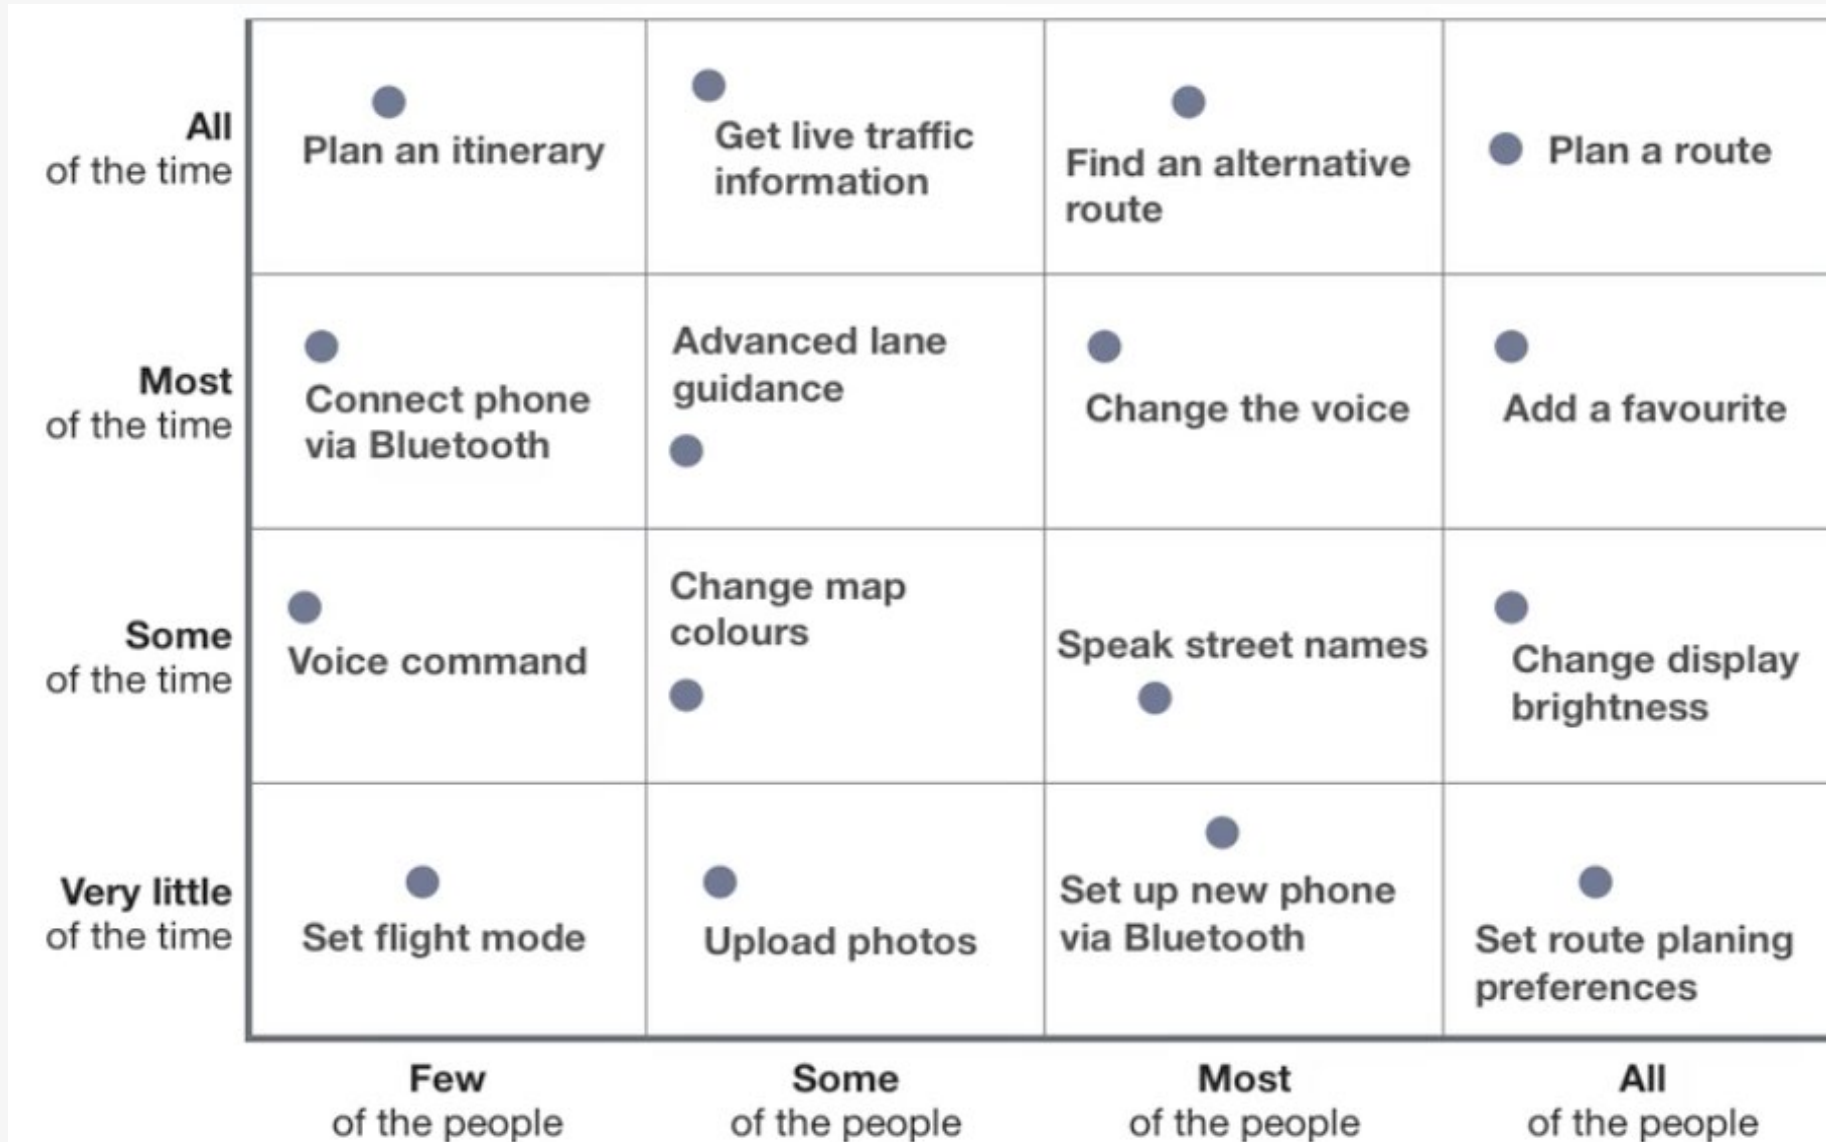 All
of the time
Plan an itinerary
Get live traffic
information
Find an alternative
route
Plan a route
Most
of the time
Connect phone
via Bluetooth
Advanced lane
guidance
Change the voice
Add a favourite
Some
of the time
Voice command
Change map
colours
Speak street names
Change display
brightness
Very little
of the time
Set flight mode
Upload photos
Set up new phone
via Bluetooth
Set route planing
preferences
Few
of the people
Some
of the people
Most
of the people
All
of the people